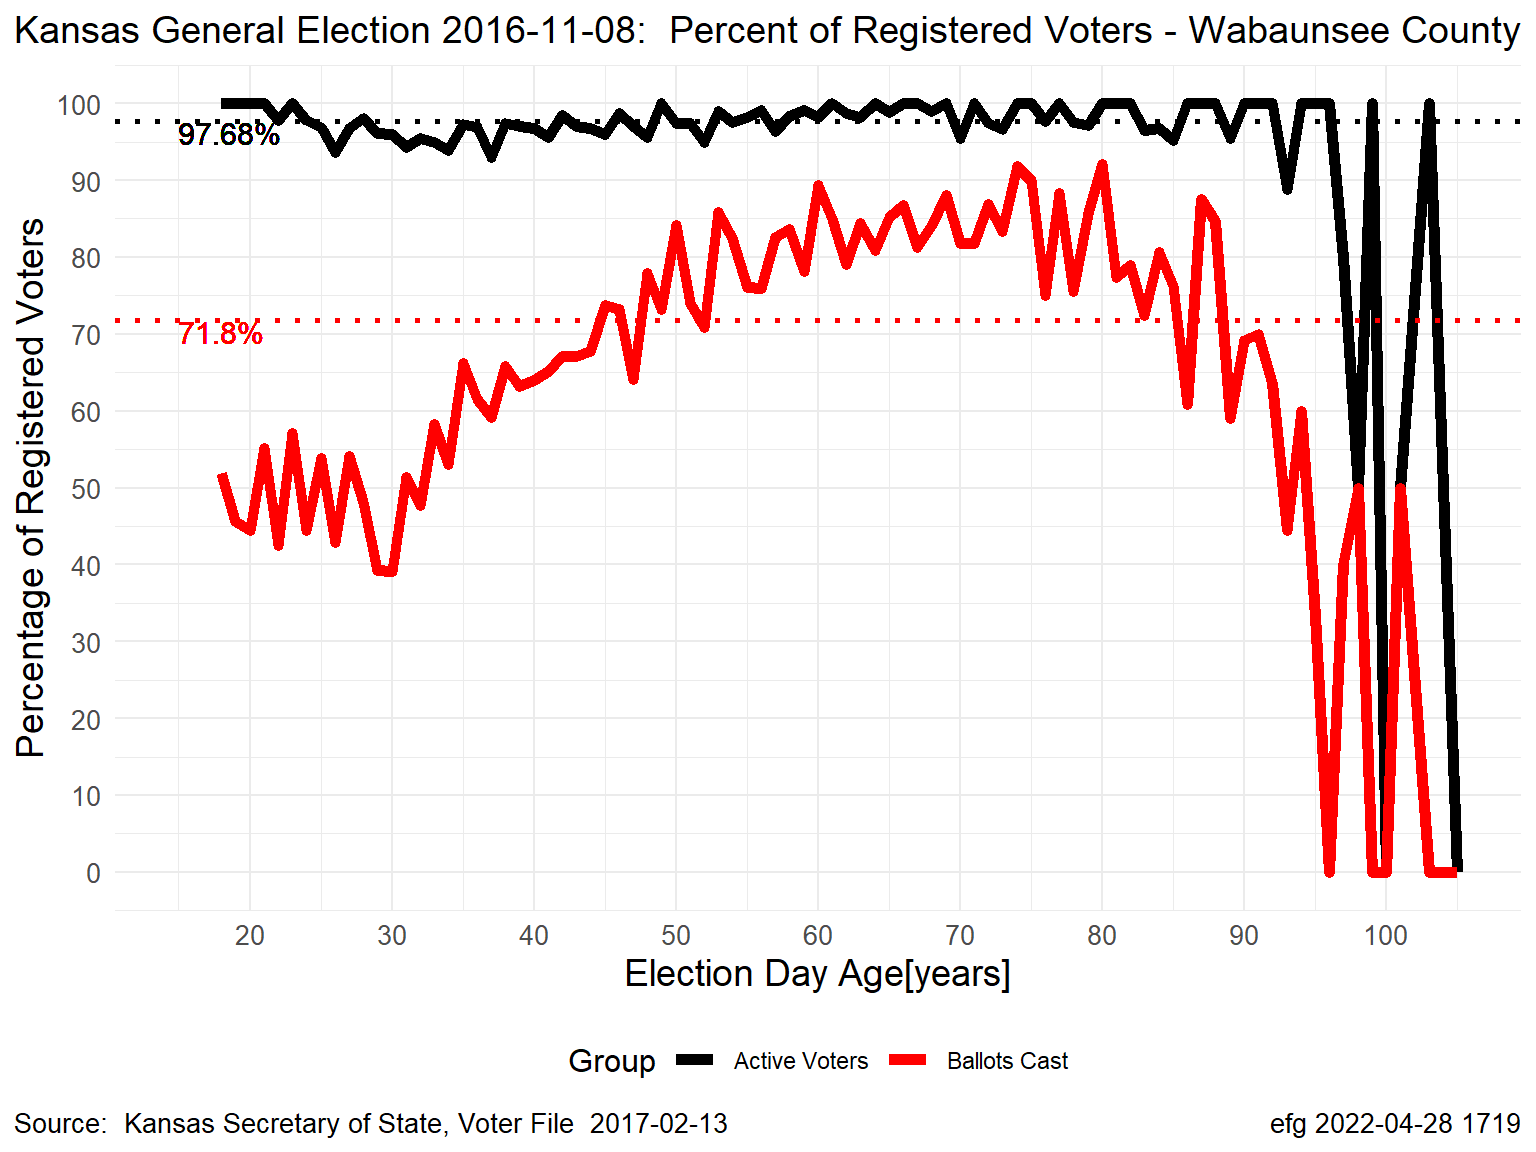 Kansas General Election 2016-11-08:  Percent of Registered Voters - Wabaunsee County
Percentage of Registered Voters
100
90
80
70
60
50
40
30
20
10
0
97.68%
71.8%
20 30 40 50 60 70 80 90 100
Election Day Age[years]
Group Active Voters Ballots Cast
Source:  Kansas Secretary of State, Voter File  2017-02-13
efg 2022-04-28 1719